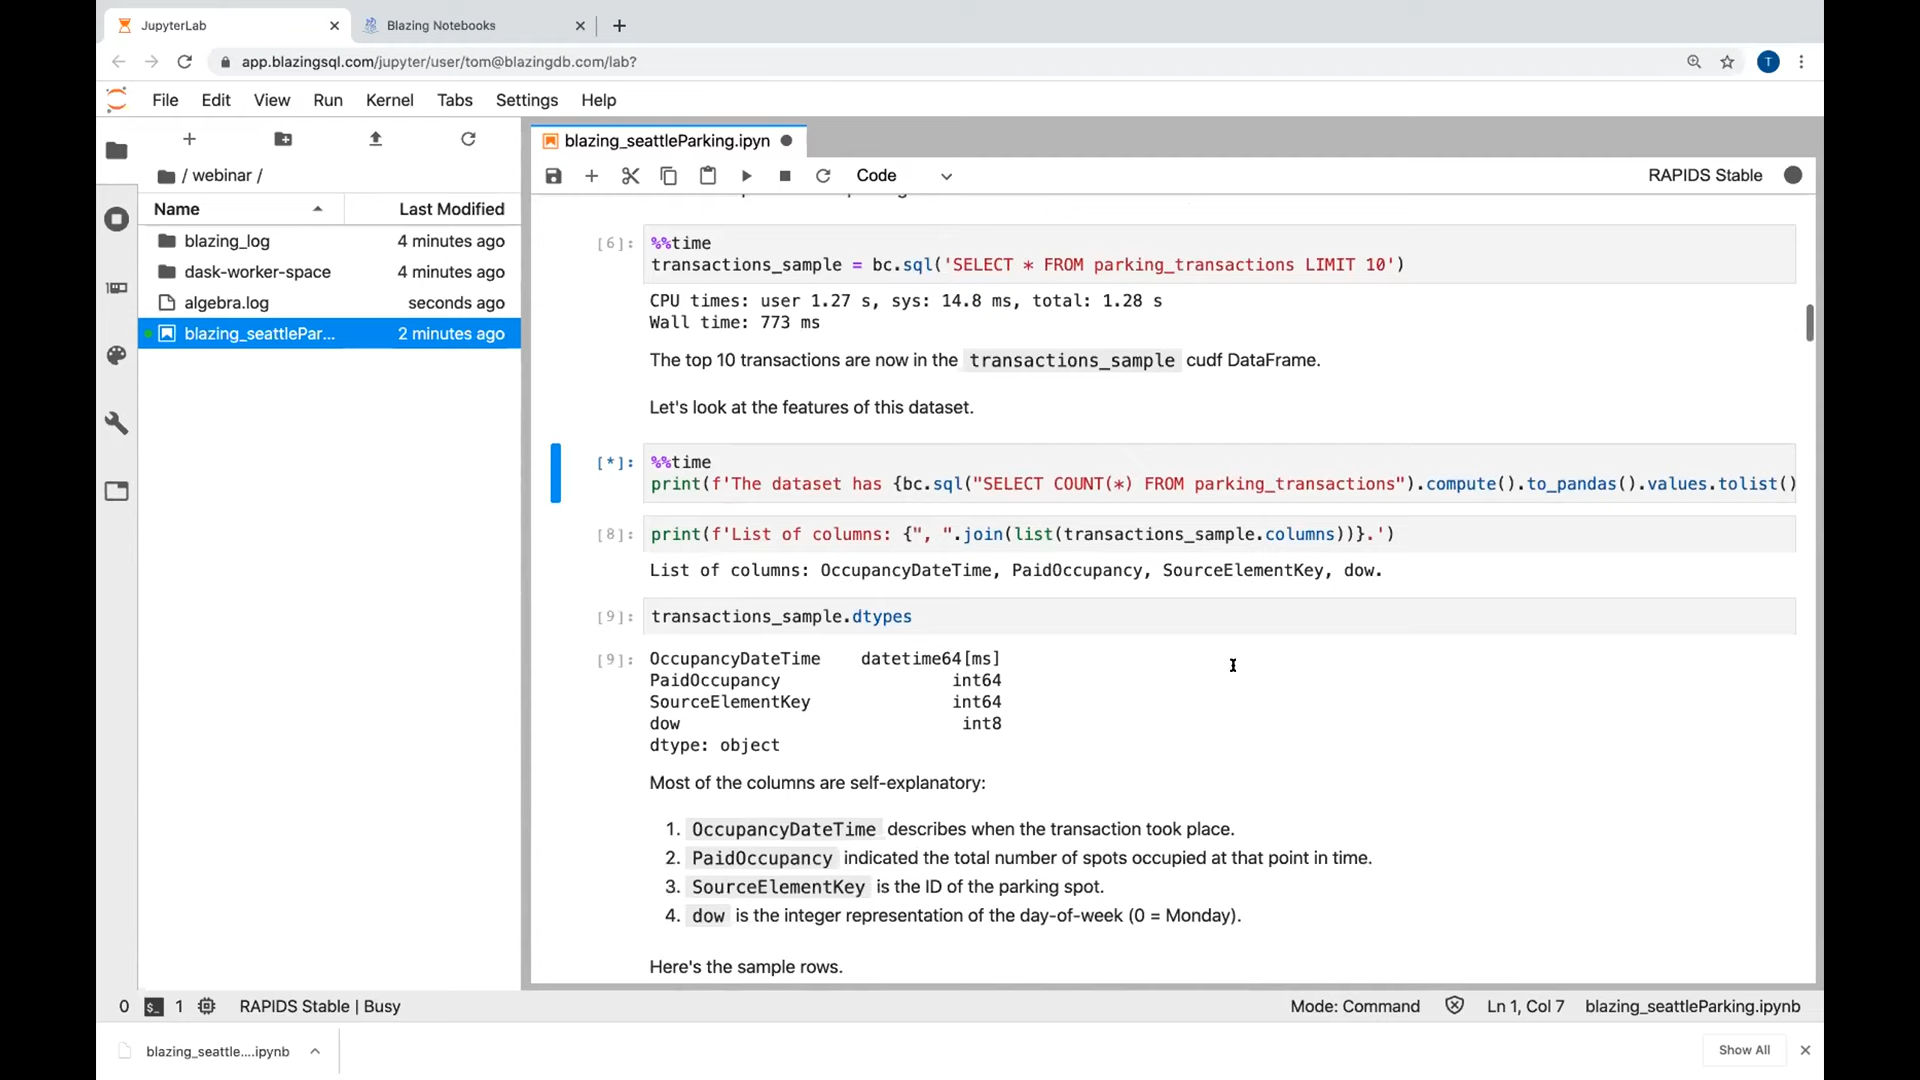 JupyterLab
Blazing Notebooks
app.blazingsql.com/jupyter/user/tom@blazingdb.com/lab?
T
File Edit View Run Kernel Tabs Settings Help
/ webinar /
Name Last Modified
blazing_log 4 minutes ago
dask-worker-space 4 minutes ago
algebra.log seconds ago
blazing_seattlePar... 2 minutes ago
blazing_seattleParking.ipyn
Code
RAPIDS Stable
[6]: %%time
transactions_sample = bc.sql('SELECT * FROM parking_transactions LIMIT 10')
CPU times: user 1.27 s, sys: 14.8 ms, total: 1.28 s
Wall time: 773 ms
The top 10 transactions are now in the transactions_sample cudf DataFrame.
Let's look at the features of this dataset.
[*]: %%time
print(f'The dataset has {bc.sql("SELECT COUNT(*) FROM parking_transactions").compute().to_pandas().values.tolist()
[8]: print(f'List of columns: {", ".join(list(transactions_sample.columns))}.')
List of columns: OccupancyDateTime, PaidOccupancy, SourceElementKey, dow.
[9]: transactions_sample.dtypes
[9]: OccupancyDateTime datetime64[ms]
PaidOccupancy int64
SourceElementKey int64
dow int8
dtype: object
Most of the columns are self-explanatory:
1. OccupancyDateTime describes when the transaction took place.
2. PaidOccupancy indicated the total number of spots occupied at that point in time.
3. SourceElementKey is the ID of the parking spot.
4. dow is the integer representation of the day-of-week (0 = Monday).
Here's the sample rows.
0 $_ 1 RAPIDS Stable | Busy
Mode: Command Ln 1, Col 7 blazing_seattleParking.ipynb
blazing_seattle....ipynb
Show All